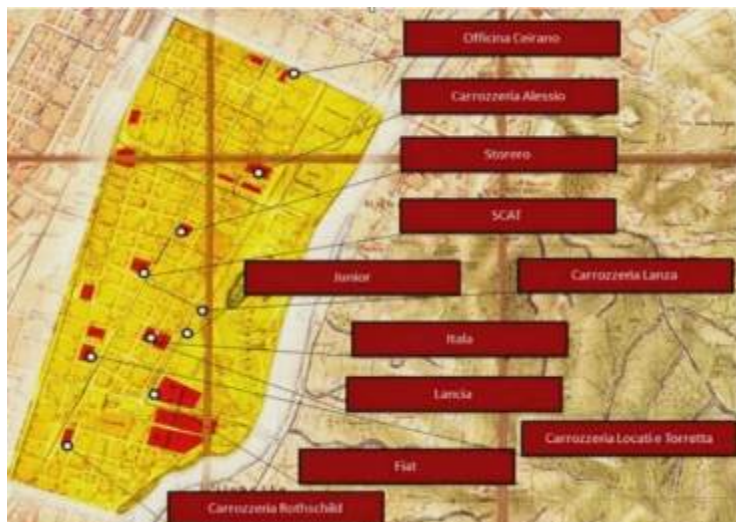 Officina Ceirano
Carrozzeria Alessio
Storero
SCAT
Junior
Carrozzeria Lanza
Itala
Lancia
Carrozzeria Locati e Torretta
Fiat
Carrozzeria Rothschild